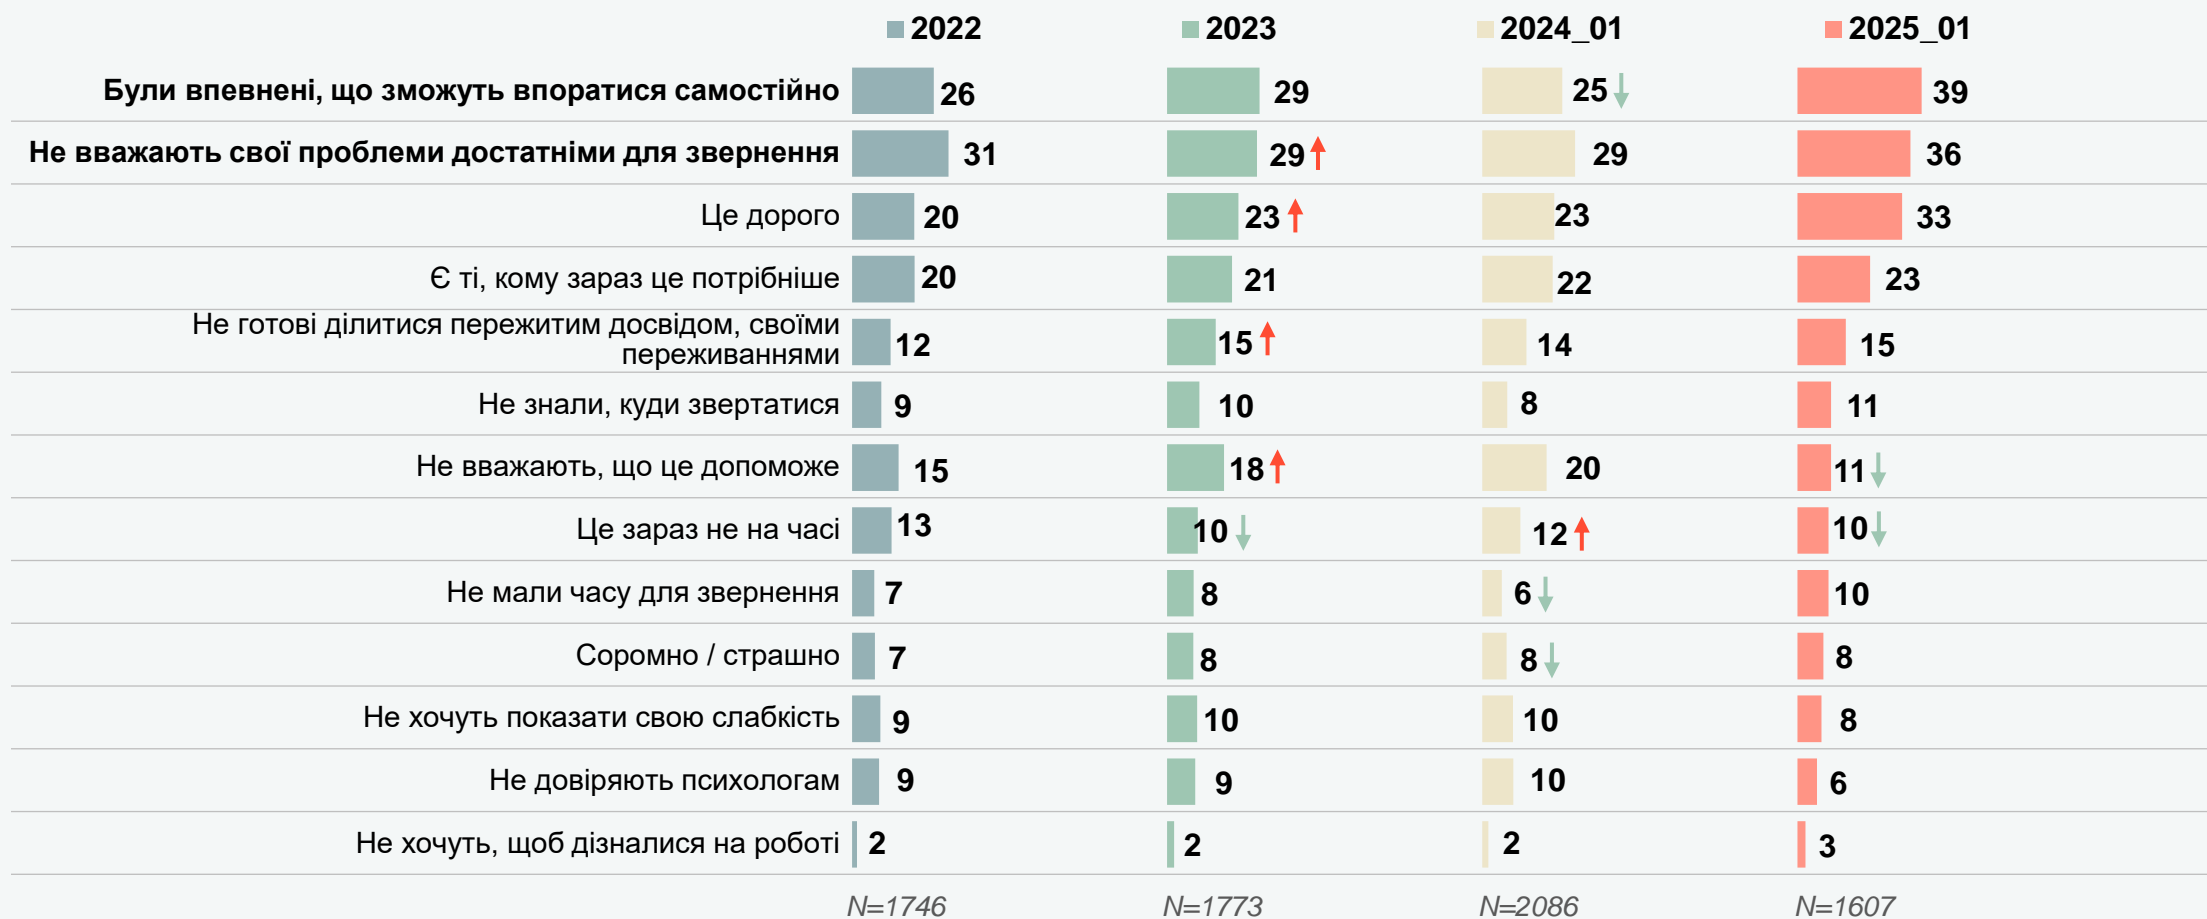 2022 2023 2024_01 2025_01
Були впевнені, що зможуть впоратися самостійно 26 29 25 39
Не вважають свої проблеми достатніми для звернення 31 29 29 36
Це дорого 20 23 23 33
Є ті, кому зараз це потрібніше 20 21 22 23
Не готові ділитися пережитим досвідом, своїми
переживаннями 12 15 14 15
Не знали, куди звертатися 9 10 8 11
Не вважають, що це допоможе 15 18 20 11
Це зараз не на часі 13 10 12 10
Не мали часу для звернення 7 8 6 10
Соромно / страшно 7 8 8 8
Не хочуть показати свою слабкість 9 10 10 8
Не довіряють психологам 9 9 10 6
Не хочуть, щоб дізналися на роботі 2 2 2 3
N=1746 N=1773 N=2086 N=1607